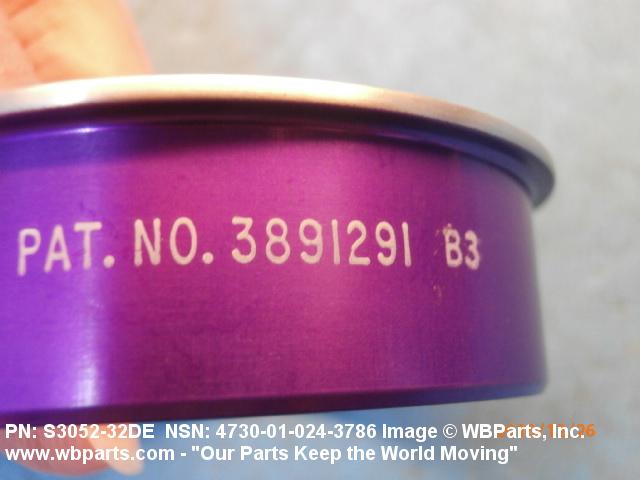 PAT. NO. 3891291 B3
PN: S3052-32DE NSN: 4730-01-024-3786 Image © WBParts, Inc.
www.wbparts.com - "Our Parts Keep the World Moving"